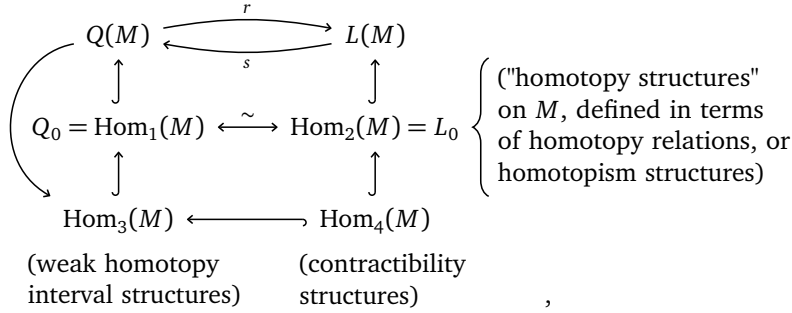 r
Q(M) L(M)
s
("homotopy structures"
on M, defined in terms
of homotopy relations, or
homotopism structures)
Q₀ = Hom₁(M) ∼ Hom₂(M) = L₀
Hom₃(M) Hom₄(M)
(weak homotopy
interval structures)
(contractibility
structures)
,